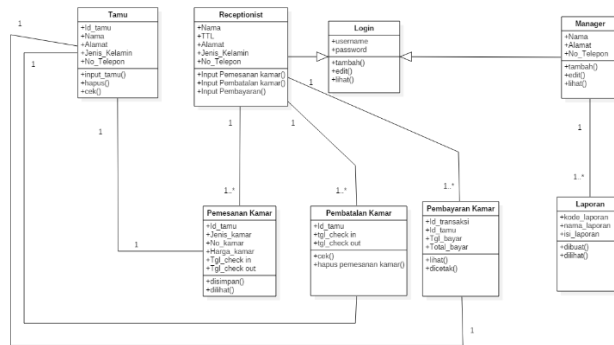 Tamu
+Id_tamu
+Nama
+Alamat
+Jenis_Kelamin
+No_Telepon
+input_tamu()
+hapus()
+cek()
Receptionist
+Nama
+TTL
+Alamat
+Jenis_Kelamin
+No_Telepon
+Input Pemesanan kamar()
+Input Pembatalan kamar()
+Input Pembayaran()
Login
+username
+password
+tambah()
+edit()
+lihat()
Manager
+Nama
+Alamat
+No_Telepon
+tambah()
+edit()
+lihat()
1
1
1
1
1
1
1
1..*
1..*
1..*
1..*
Pemesanan Kamar
+Id_tamu
+Jenis_kamar
+No_kamar
+Harga_kamar
+Tgl_check in
+Tgl_check out
+disimpan()
+dilihat()
Pembatalan Kamar
+Id_tamu
+tgl_check in
+tgl_check out
+cek()
+hapus pemesanan kamar()
Pembayaran Kamar
+Id_transaksi
+Id_tamu
+Tgl_bayar
+Total_bayar
+lihat()
+dicetak()
Laporan
+kode_laporan
+nama_laporan
+isi_laporan
+dibuat()
+dilihat()
1
1
1